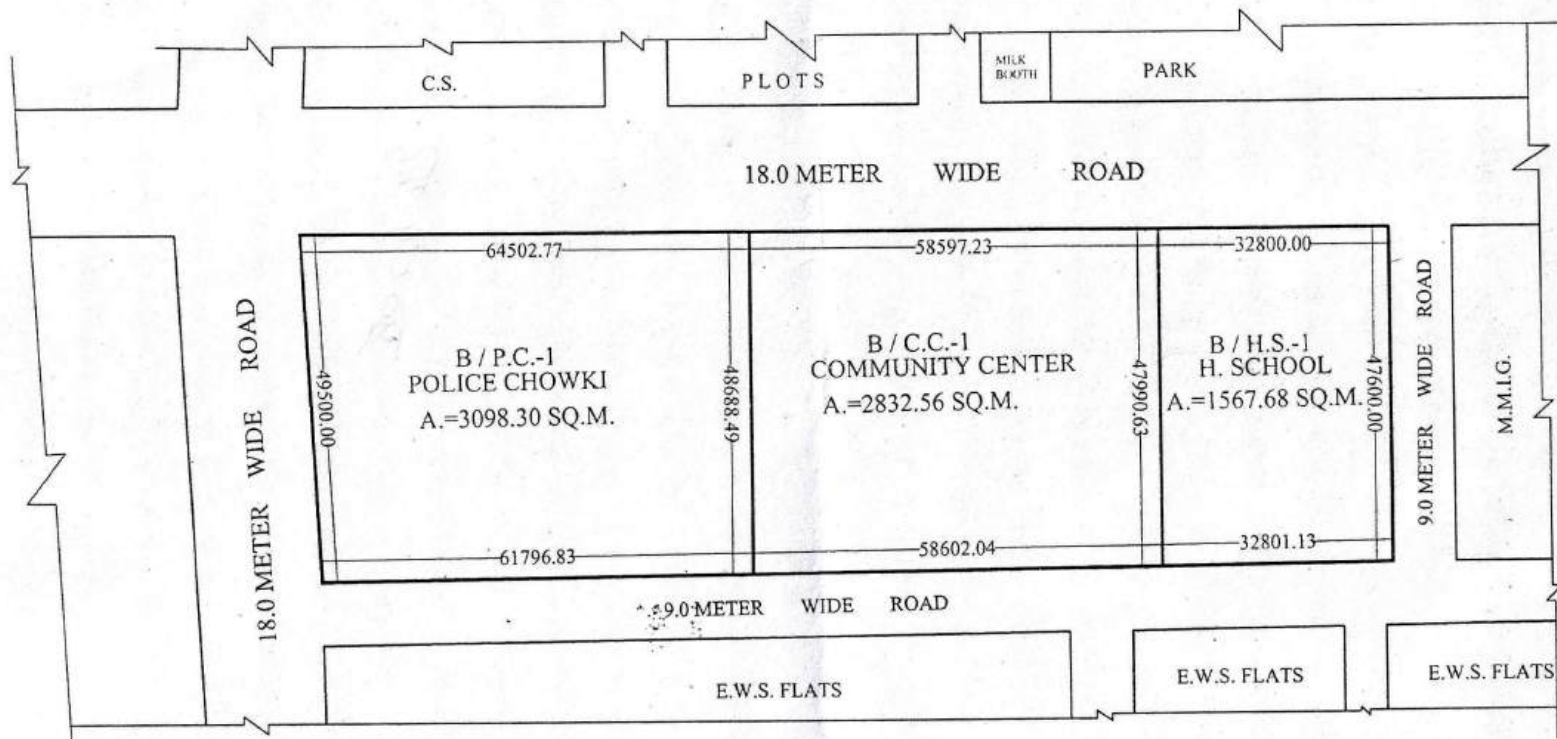 C.S.
PLOTS
MILK
BOOTH
PARK
18.0 METER WIDE ROAD
64502.77
58597.23
32800.00
18.0 METER WIDE ROAD
49500.00
B / P.C.-1
POLICE CHOWKI
A.=3098.30 SQ.M.
48688.49
B / C.C.-1
COMMUNITY CENTER
A.=2832.56 SQ.M.
47990.63
B / H.S.-1
H. SCHOOL
A.=1567.68 SQ.M.
47600.00
9.0 METER WIDE ROAD
M.M.I.G.
61796.83
58602.04
32801.13
9.0 METER WIDE ROAD
E.W.S. FLATS
E.W.S. FLATS
E.W.S. FLATS